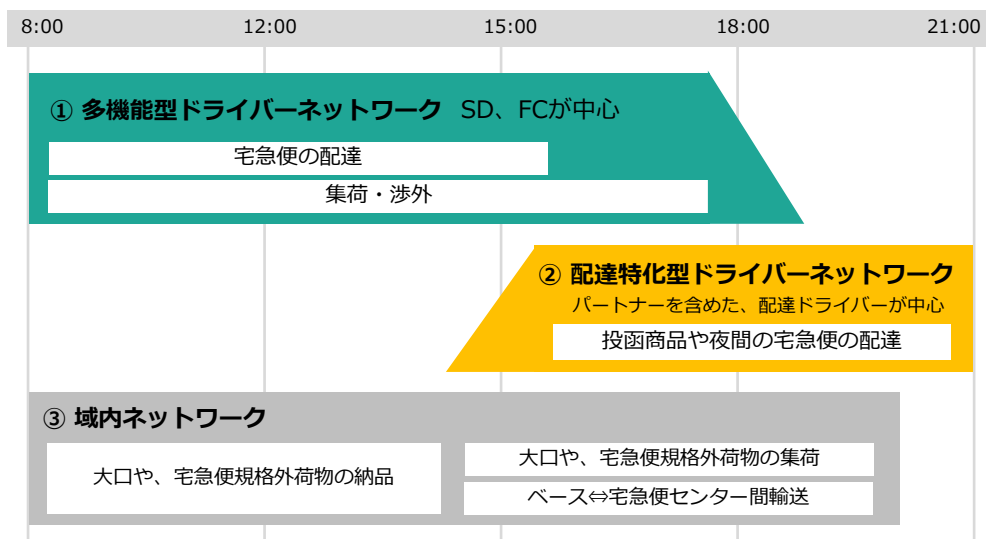 8:00 12:00 15:00 18:00 21:00
① 多機能型ドライバーネットワーク SD、FCが中心
宅急便の配達
集荷・渉外
② 配達特化型ドライバーネットワーク
パートナーを含めた、配達ドライバーが中心
投函商品や夜間の宅急便の配達
③ 域内ネットワーク
大口や、宅急便規格外荷物の納品
大口や、宅急便規格外荷物の集荷
ベース⇔宅急便センター間輸送